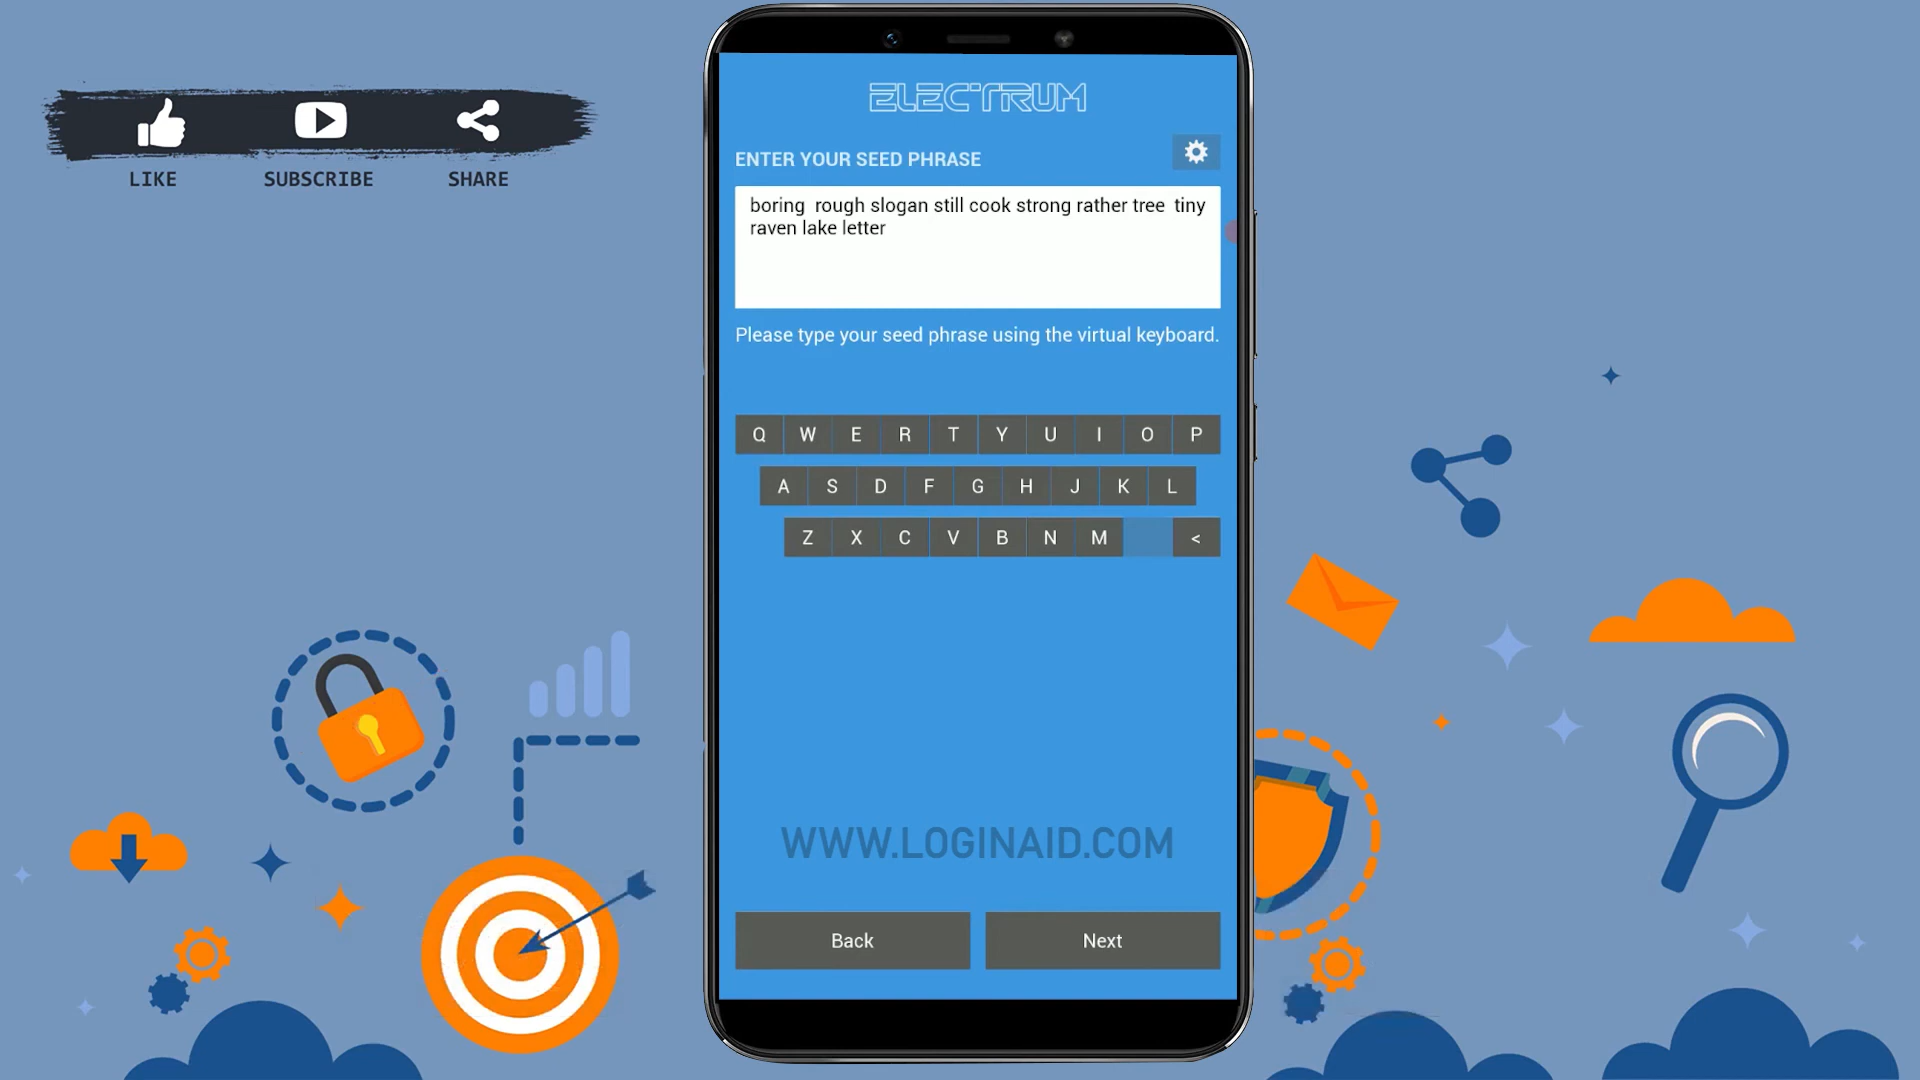 LIKE SUBSCRIBE SHARE
ELECTRUM
ENTER YOUR SEED PHRASE
boring  rough slogan still cook strong rather tree  tiny
raven lake letter
Please type your seed phrase using the virtual keyboard.
Q W E R T Y U I O P
A S D F G H J K L
Z X C V B N M <
WWW.LOGINAID.COM
Back Next